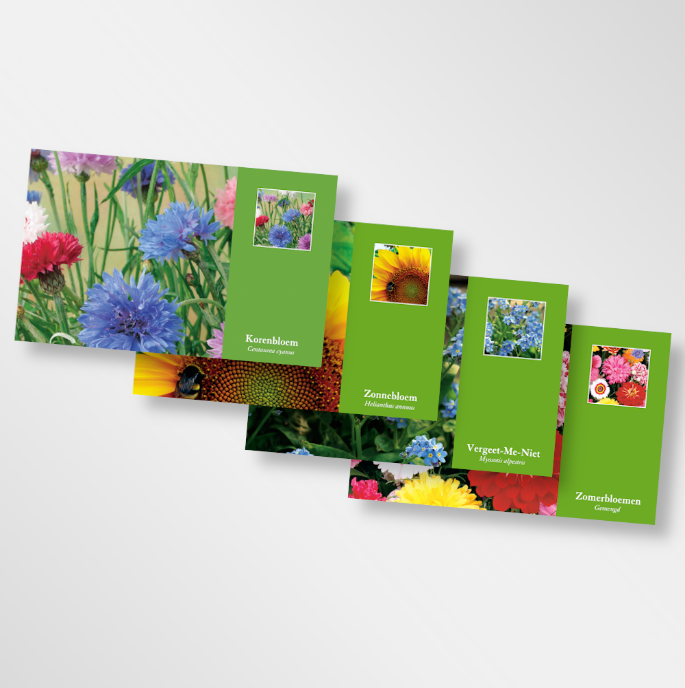 Korenbloem
Centaurea cyanus
Zonnebloem
Helianthus annuus
Vergeet-Me-Niet
Myosotis alpestris
Zomerbloemen
Gemengd